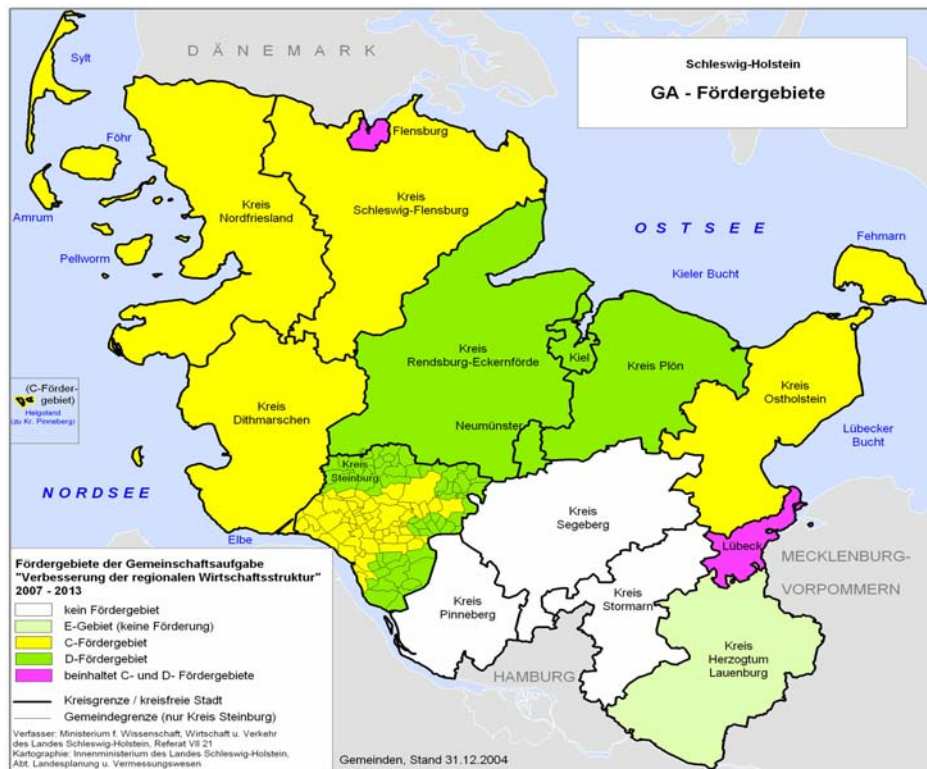 DÄNEMARK
Schleswig-Holstein
GA - Fördergebiete
Sylt
Föhr
Flensburg
Kreis
Nordfriesland
Kreis
Schleswig-Flensburg
Amrum
Pellworm
OSTSEE
Fehmarn
Kieler Bucht
Kreis
Rendsburg-Eckernförde
Kiel
Kreis Plön
Kreis
Ostholstein
(C-Förder-
gebiet)
Helgoland
(zu Kr. Pinneberg)
Kreis
Dithmarschen
Neumünster
Lübecker
Bucht
Kreis
Steinburg
NORDSEE
Kreis
Segeberg
Elbe
Lübeck
MECKLENBURG-
VORPOMMERN
Kreis
Stormarn
Kreis
Pinneberg
HAMBURG
Kreis
Herzogtum
Lauenburg
Fördergebiete der Gemeinschaftsaufgabe
"Verbesserung der regionalen Wirtschaftsstruktur"
2007 - 2013
kein Fördergebiet
E-Gebiet (keine Förderung)
C-Fördergebiet
D-Fördergebiet
beinhaltet C- und D- Fördergebiete
Kreisgrenze / kreisfreie Stadt
Gemeindegrenze (nur Kreis Steinburg)
Verfasser: Ministerium f. Wissenschaft, Wirtschaft u. Verkehr
des Landes Schleswig-Holstein, Referat VII 21
Kartographie: Innenministerium des Landes Schleswig-Holstein,
Abt. Landesplanung u. Vermessungswesen
Gemeinden, Stand 31.12.2004